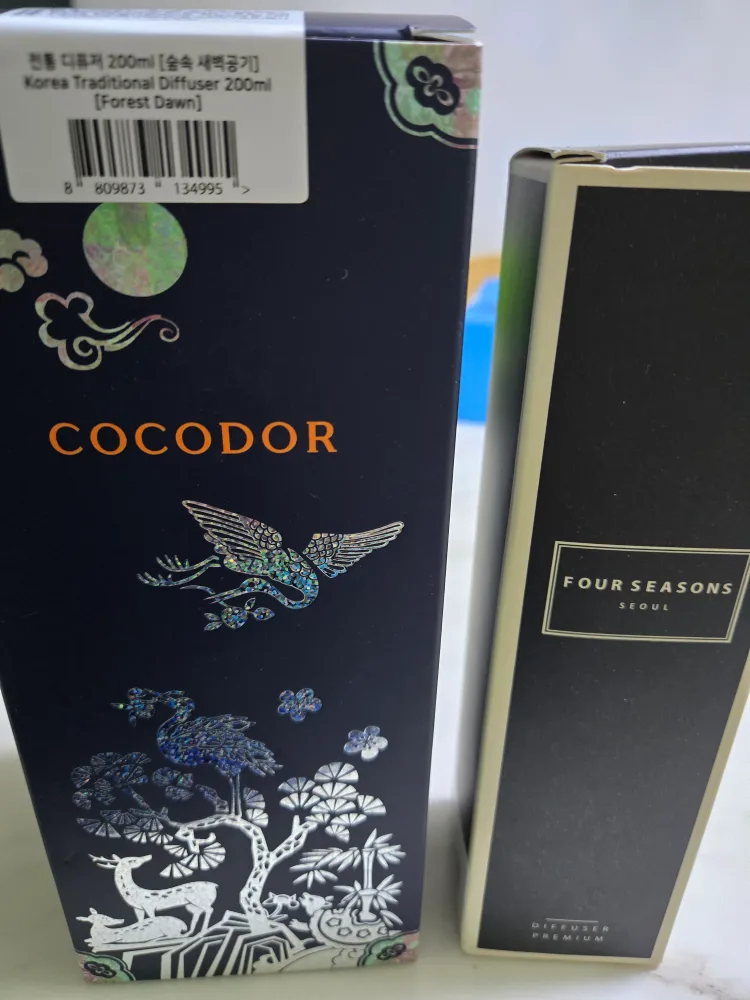 전통 디퓨저 200ml [숲속 새벽공기]
Korea Traditional Diffuser 200ml
[Forest Dawn]
8 809873 134995 >
COCODOR
FOUR SEASONS
SEOUL
DIFFUSER
PREMIUM